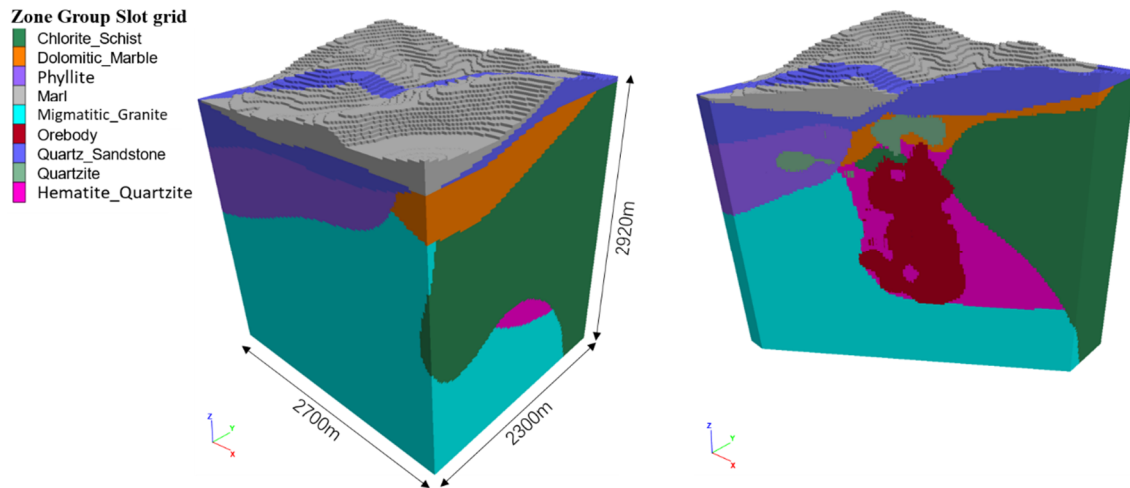 Zone Group Slot grid
Chlorite_Schist
Dolomitic_Marble
Phyllite
Marl
Migmatitic_Granite
Orebody
Quartz_Sandstone
Quartzite
Hematite_Quartzite
2920m
2700m
2300m
Z
Y
X
Z
Y
X